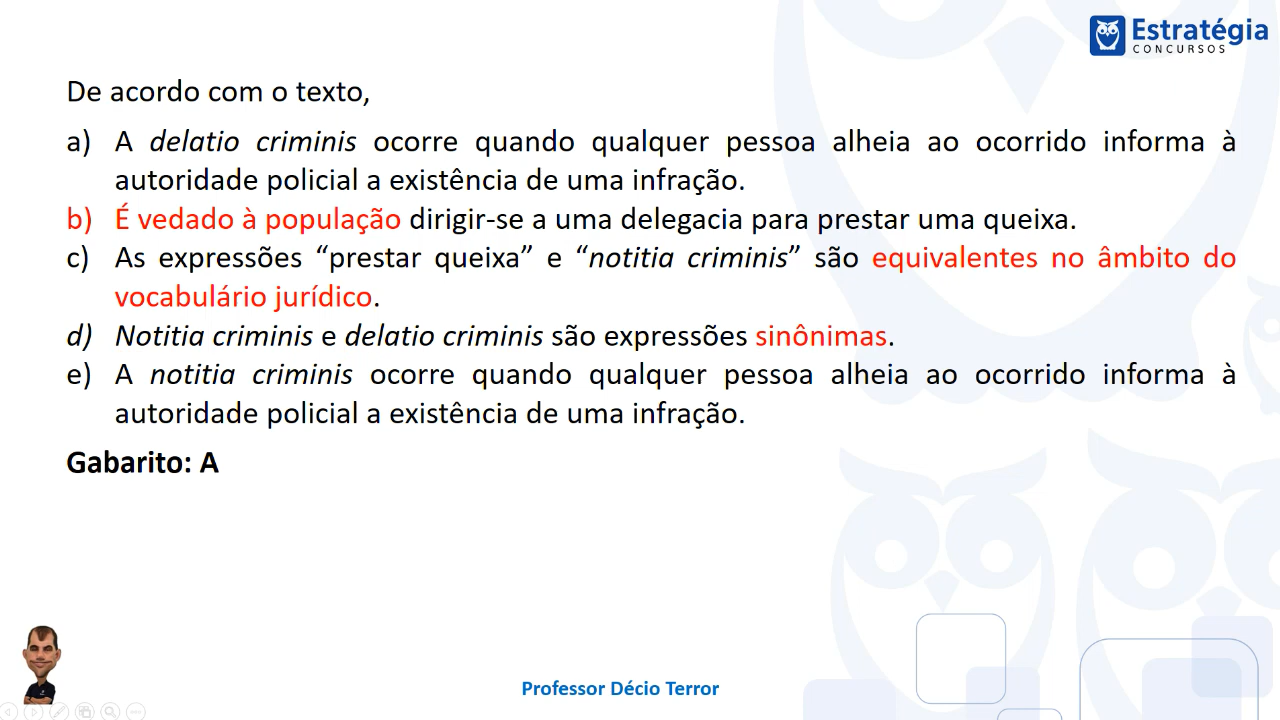 Estratégia
CONCURSOS
De acordo com o texto,
a) A delatio criminis ocorre quando qualquer pessoa alheia ao ocorrido informa à
autoridade policial a existência de uma infração.
b) É vedado à população dirigir-se a uma delegacia para prestar uma queixa.
c) As expressões “prestar queixa” e “notitia criminis” são equivalentes no âmbito do
vocabulário jurídico.
d) Notitia criminis e delatio criminis são expressões sinônimas.
e) A notitia criminis ocorre quando qualquer pessoa alheia ao ocorrido informa à
autoridade policial a existência de uma infração.
Gabarito: A
Professor Décio Terror